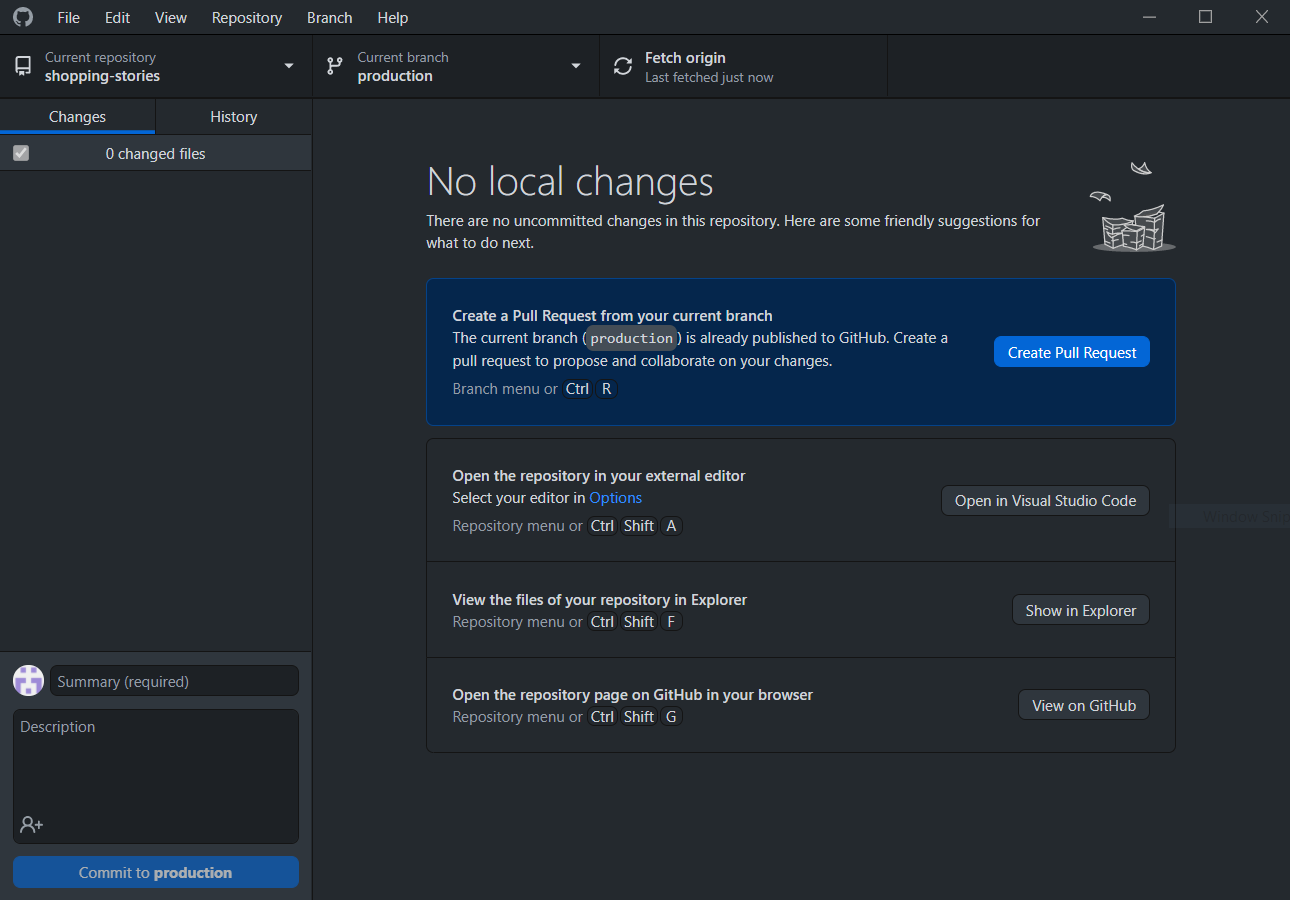 File Edit View Repository Branch Help
Current repository
shopping-stories
Current branch
production
Fetch origin
Last fetched just now
Changes History
0 changed files
No local changes
There are no uncommitted changes in this repository. Here are some friendly suggestions for
what to do next.
Create a Pull Request from your current branch
The current branch (production) is already published to GitHub. Create a
pull request to propose and collaborate on your changes.
Branch menu or Ctrl R
Create Pull Request
Open the repository in your external editor
Select your editor in Options
Repository menu or Ctrl Shift A
Open in Visual Studio Code
Window
View the files of your repository in Explorer
Repository menu or Ctrl Shift F
Show in Explorer
Open the repository page on GitHub in your browser
Repository menu or Ctrl Shift G
View on GitHub
Summary (required)
Description
Commit to production